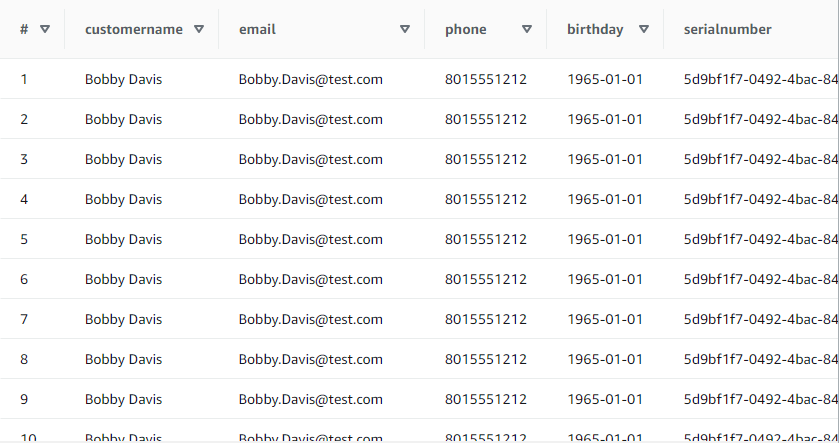 # customername email phone birthday serialnumber
1 Bobby Davis Bobby.Davis@test.com 8015551212 1965-01-01 5d9bf1f7-0492-4bac-84
2 Bobby Davis Bobby.Davis@test.com 8015551212 1965-01-01 5d9bf1f7-0492-4bac-84
3 Bobby Davis Bobby.Davis@test.com 8015551212 1965-01-01 5d9bf1f7-0492-4bac-84
4 Bobby Davis Bobby.Davis@test.com 8015551212 1965-01-01 5d9bf1f7-0492-4bac-84
5 Bobby Davis Bobby.Davis@test.com 8015551212 1965-01-01 5d9bf1f7-0492-4bac-84
6 Bobby Davis Bobby.Davis@test.com 8015551212 1965-01-01 5d9bf1f7-0492-4bac-84
7 Bobby Davis Bobby.Davis@test.com 8015551212 1965-01-01 5d9bf1f7-0492-4bac-84
8 Bobby Davis Bobby.Davis@test.com 8015551212 1965-01-01 5d9bf1f7-0492-4bac-84
9 Bobby Davis Bobby.Davis@test.com 8015551212 1965-01-01 5d9bf1f7-0492-4bac-84
10 Bobby Davis Bobby.Davis@test.com 8015551212 1965-01-01 5d9bf1f7-0492-4bac-84